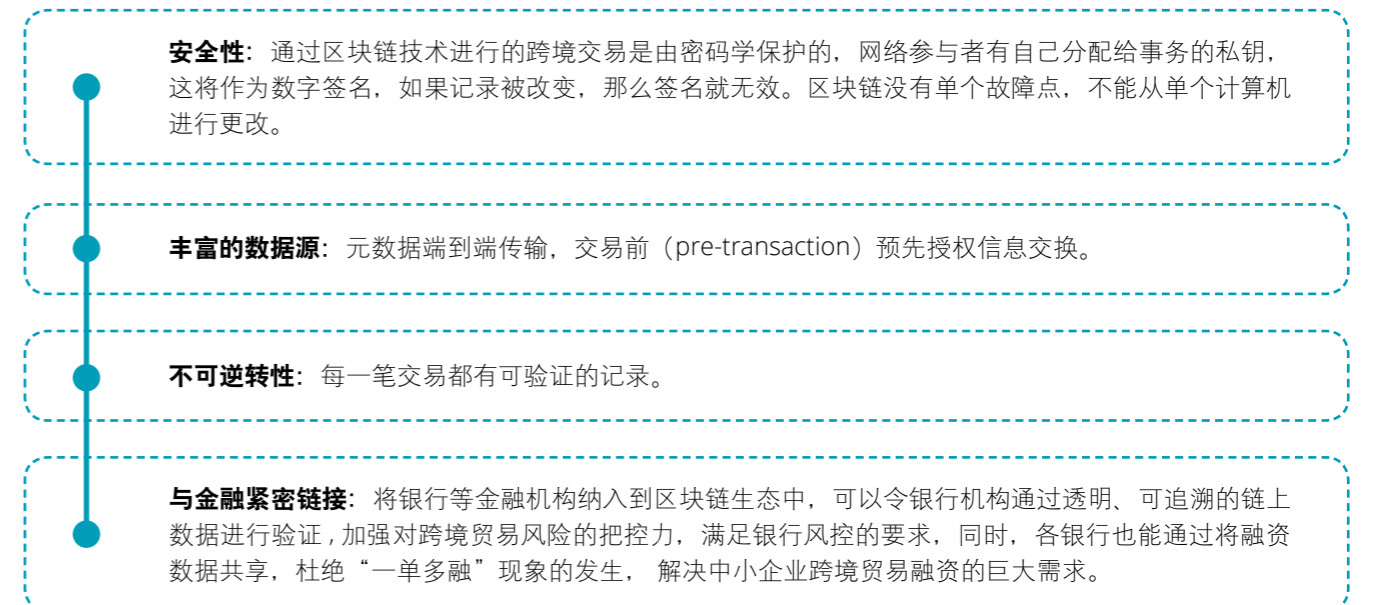 安全性：通过区块链技术进行的跨境交易是由密码学保护的，网络参与者有自己分配给事务的私钥，
这将作为数字签名，如果记录被改变，那么签名就无效。区块链没有单个故障点，不能从单个计算机
进行更改。
丰富的数据源：元数据端到端传输，交易前（pre-transaction）预先授权信息交换。
不可逆转性：每一笔交易都有可验证的记录。
与金融紧密链接：将银行等金融机构纳入到区块链生态中，可以令银行机构通过透明、可追溯的链上
数据进行验证，加强对跨境贸易风险的把控力，满足银行风控的要求，同时，各银行也能通过将融资
数据共享，杜绝“一单多融”现象的发生， 解决中小企业跨境贸易融资的巨大需求。